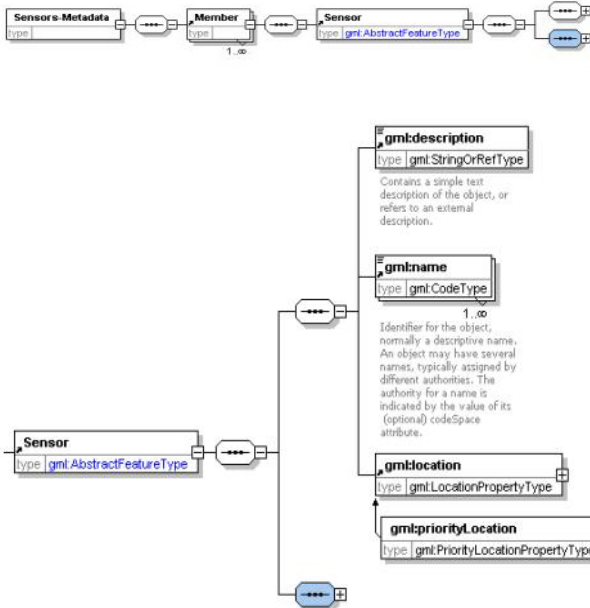 Sensors-Metadata
type
Member
type
1..∞
Sensor
type gml:AbstractFeatureType
gml:description
type gml:StringOrRefType
Contains a simple text
description of the object, or
refers to an external
description.
gml:name
type gml:CodeType
1..∞
Identifier for the object,
normally a descriptive name.
An object may have several
names, typically assigned by
different authorities. The
authority for a name is
indicated by the value of its
(optional) codeSpace
attribute.
Sensor
type gml:AbstractFeatureType
gml:location
type gml:LocationPropertyType
gml:priorityLocation
type gml:PriorityLocationPropertyType